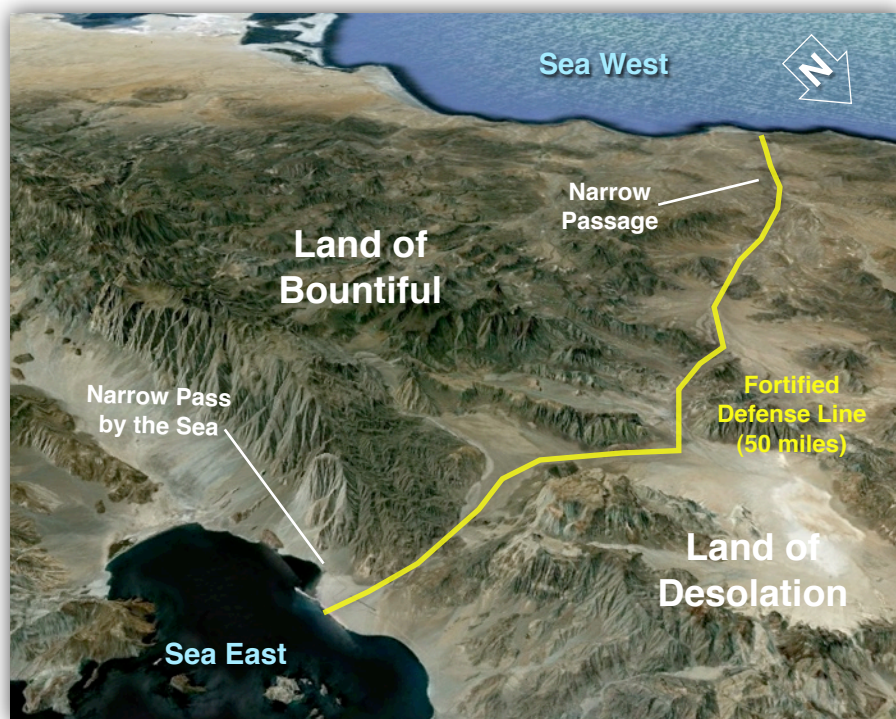 Sea West
N
Narrow
Passage
Land of
Bountiful
Narrow Pass
by the Sea
Fortified
Defense Line
(50 miles)
Land of
Desolation
Sea East